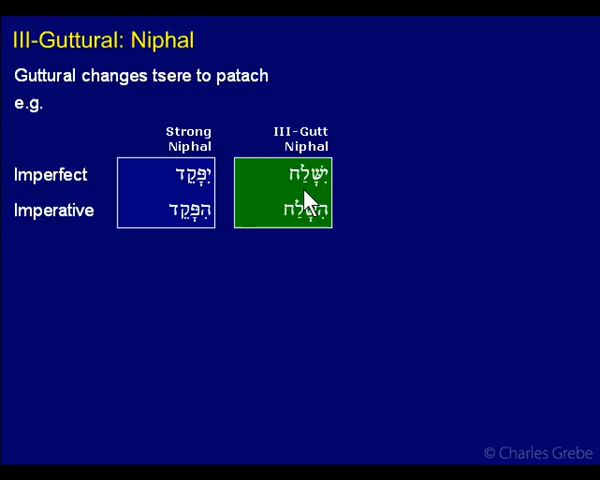 III-Guttural: Niphal
Guttural changes tsere to patach
e.g.
Strong Niphal III-Gutt Niphal
Imperfect יִפָּקֵד יִשָּׁלַח
Imperative הִפָּקֵד הִשָּׁלַח
© Charles Grebe